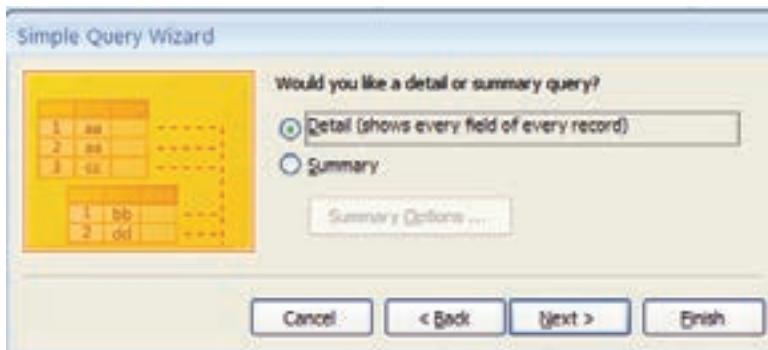 Simple Query Wizard
Would you like a detail or summary query?
Detail (shows every field of every record)
Summary
Summary Options ...
1 aa
2 aa
3 cc
1 bb
2 dd
Cancel
< Back
Next >
Finish